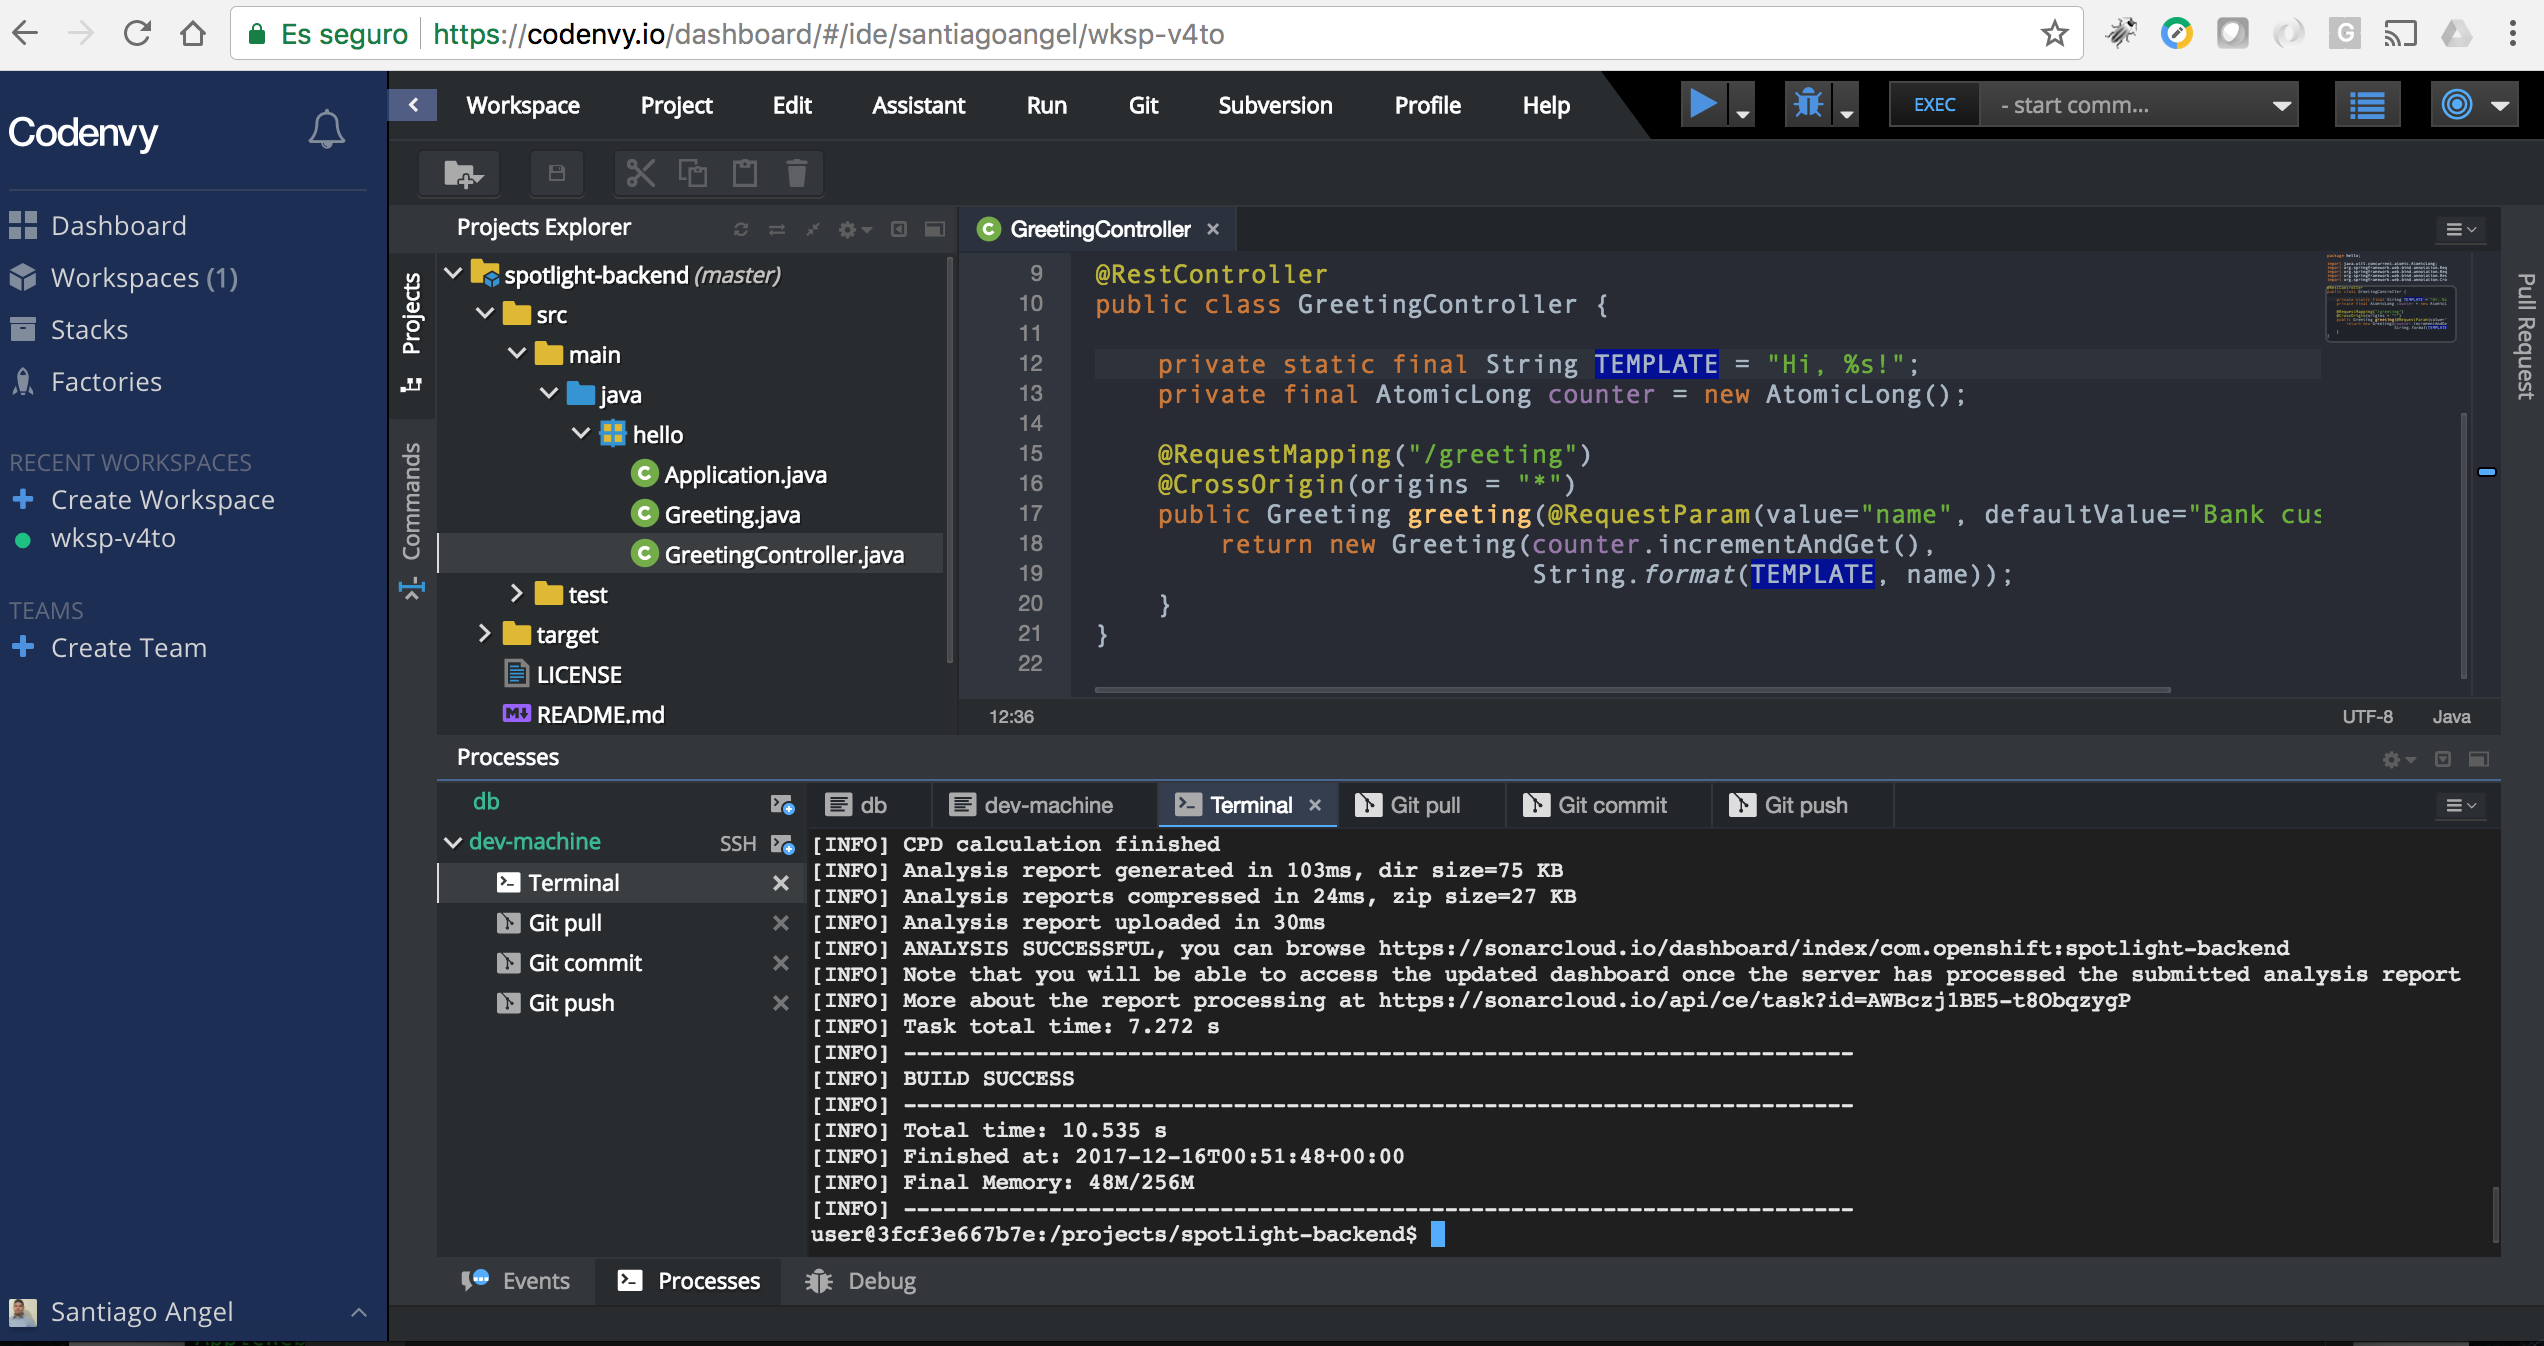 Es seguro https://codenvy.io/dashboard/#/ide/santiagoangel/wksp-v4to
Codenvy
Dashboard
Workspaces (1)
Stacks
Factories
RECENT WORKSPACES
Create Workspace
wksp-v4to
TEAMS
Create Team
Santiago Angel
Workspace Project Edit Assistant Run Git Subversion Profile Help
EXEC - start comm...
Projects
Commands
Projects Explorer
spotlight-backend (master)
src
main
java
hello
Application.java
Greeting.java
GreetingController.java
test
target
LICENSE
README.md
GreetingController
9 @RestController
10 public class GreetingController {
11
12 private static final String TEMPLATE = "Hi, %s!";
13 private final AtomicLong counter = new AtomicLong();
14
15 @RequestMapping("/greeting")
16 @CrossOrigin(origins = "*")
17 public Greeting greeting(@RequestParam(value="name", defaultValue="Bank cus
18 return new Greeting(counter.incrementAndGet(),
19 String.format(TEMPLATE, name));
20 }
21 }
22
12:36 UTF-8 Java
Pull Request
Processes
db
dev-machine SSH
Terminal
Git pull
Git commit
Git push
db dev-machine Terminal Git pull Git commit Git push
[INFO] CPD calculation finished
[INFO] Analysis report generated in 103ms, dir size=75 KB
[INFO] Analysis reports compressed in 24ms, zip size=27 KB
[INFO] Analysis report uploaded in 30ms
[INFO] ANALYSIS SUCCESSFUL, you can browse https://sonarcloud.io/dashboard/index/com.openshift:spotlight-backend
[INFO] Note that you will be able to access the updated dashboard once the server has processed the submitted analysis report
[INFO] More about the report processing at https://sonarcloud.io/api/ce/task?id=AWBczj1BE5-t8ObqzygP
[INFO] Task total time: 7.272 s
[INFO] ------------------------------------------------------------------------
[INFO] BUILD SUCCESS
[INFO] ------------------------------------------------------------------------
[INFO] Total time: 10.535 s
[INFO] Finished at: 2017-12-16T00:51:48+00:00
[INFO] Final Memory: 48M/256M
[INFO] ------------------------------------------------------------------------
user@3fcf3e667b7e:/projects/spotlight-backend$
Events Processes Debug